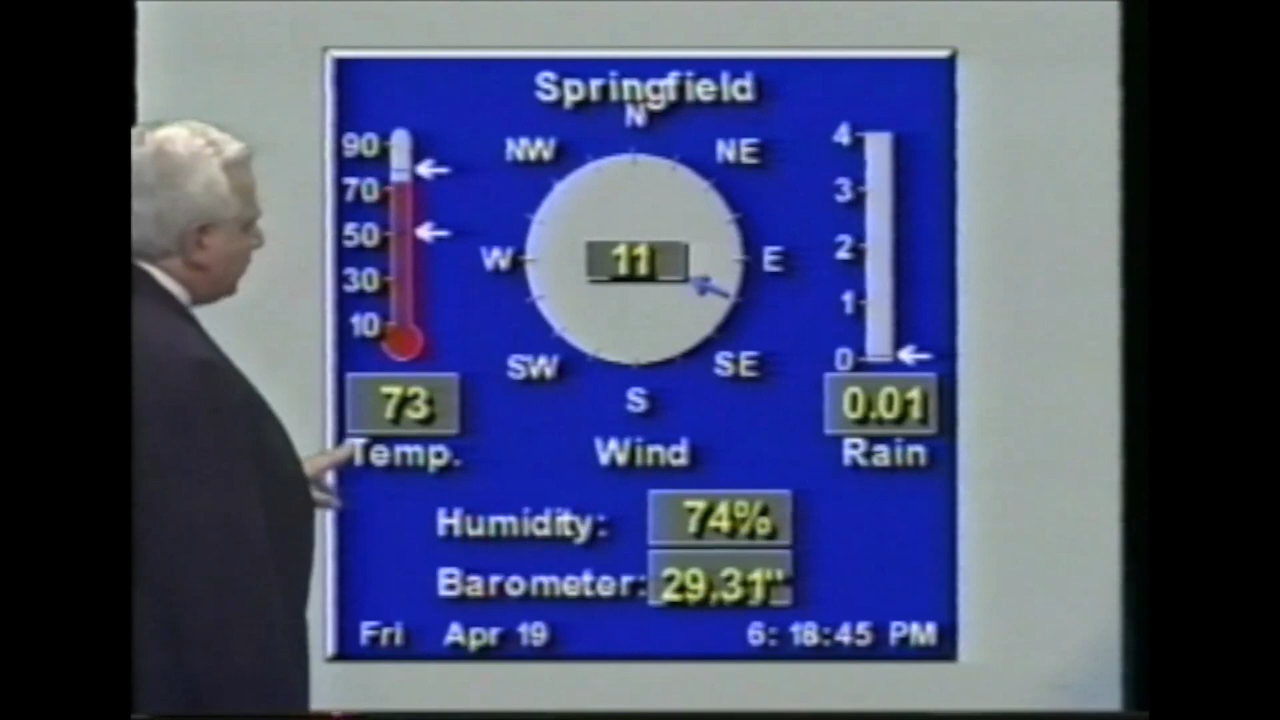 Springfield
N
NW NE
W E
SW SE
S
90
70
50
30
10
11
4
3
2
1
0
73
0.01
Temp.
Wind
Rain
Humidity: 74%
Barometer: 29.31"
Fri Apr 19 6:18:45 PM